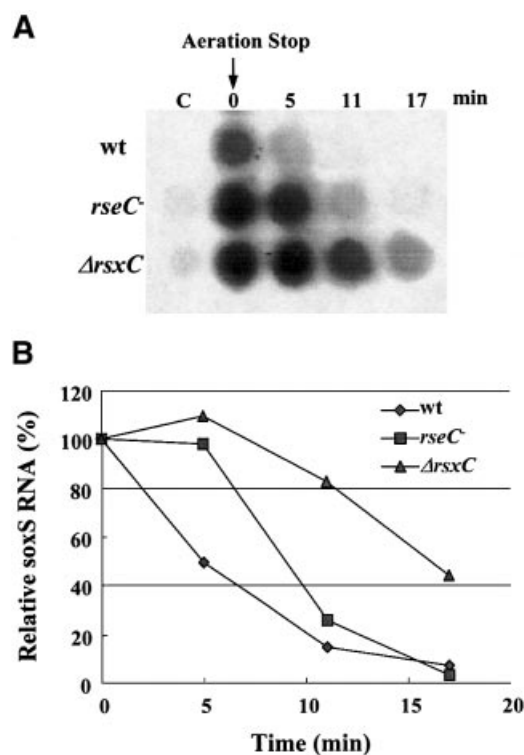 A
Aeration Stop
C 0 5 11 17 min
wt
rseC-
ΔrsxC
B
Relative soxS RNA (%)
120
100
80
60
40
20
0
wt
rseC-
ΔrsxC
0 5 10 15 20
Time (min)